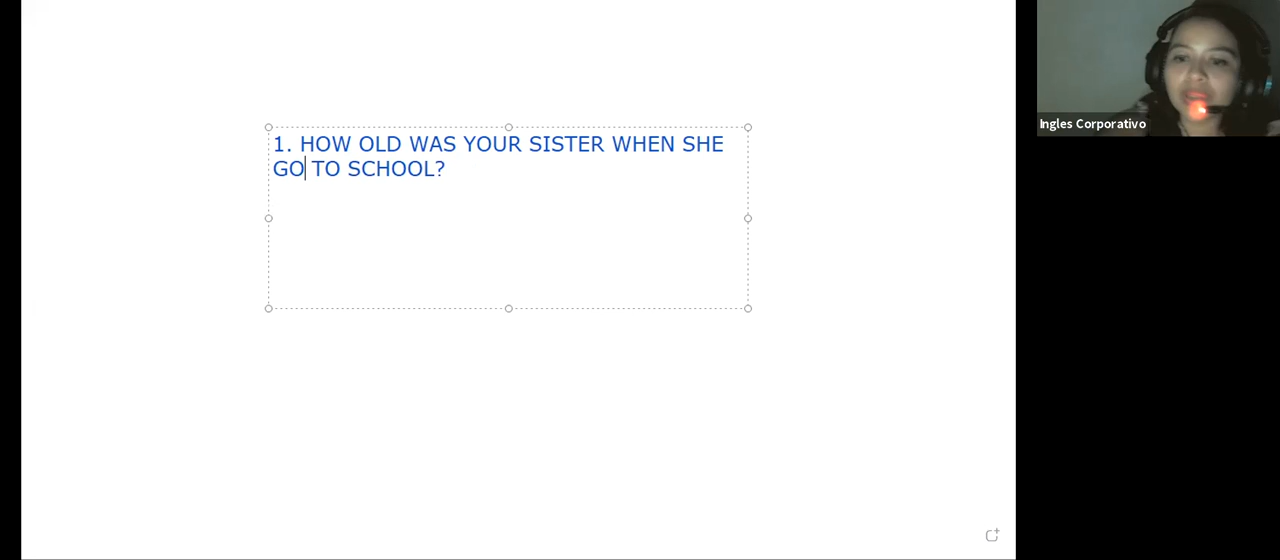 1. HOW OLD WAS YOUR SISTER WHEN SHE
GO TO SCHOOL?
Ingles Corporativo